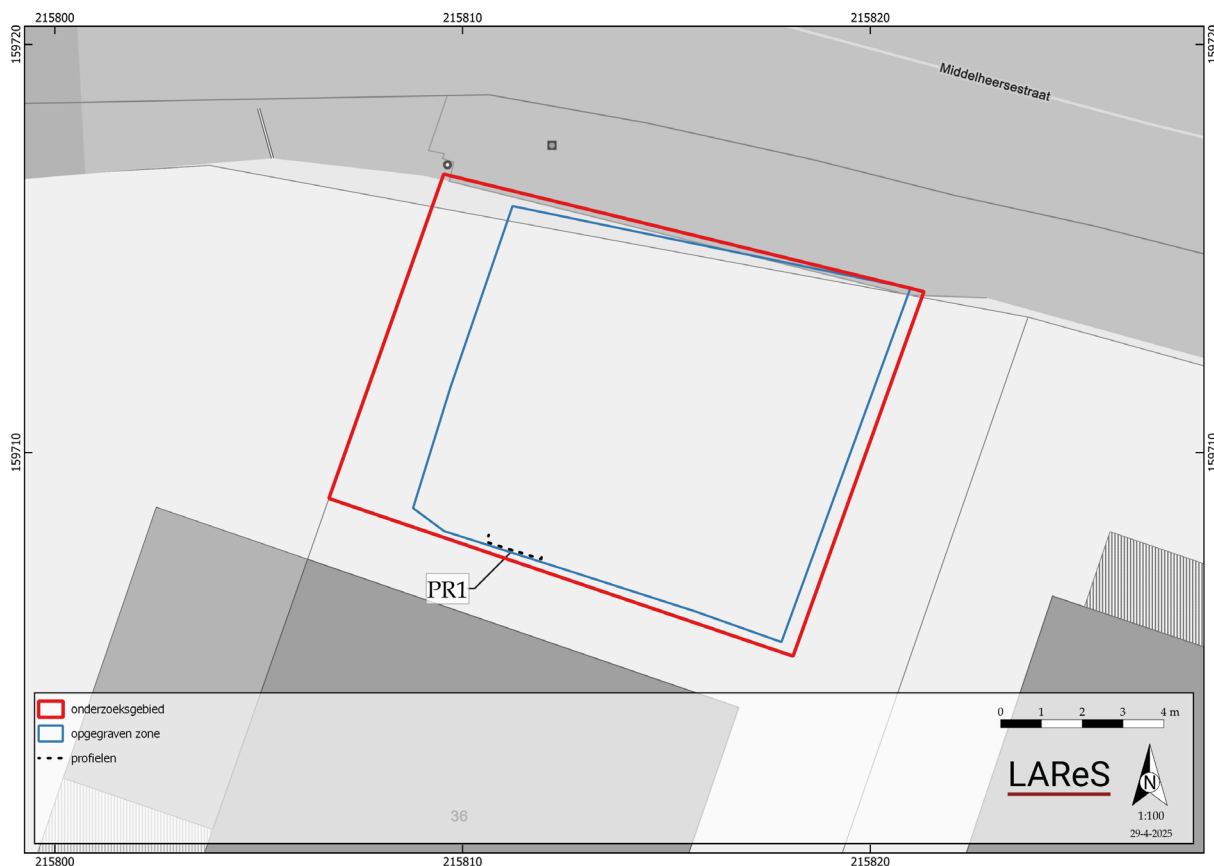 215800
215810
215820
159720
159720
Middelheersestraat
159710
159710
PR1
onderzoeksgebied
opgegraven zone
profielen
0 1 2 3 4 m
LAReS
N
1:100
29-4-2025
36
215800
215810
215820